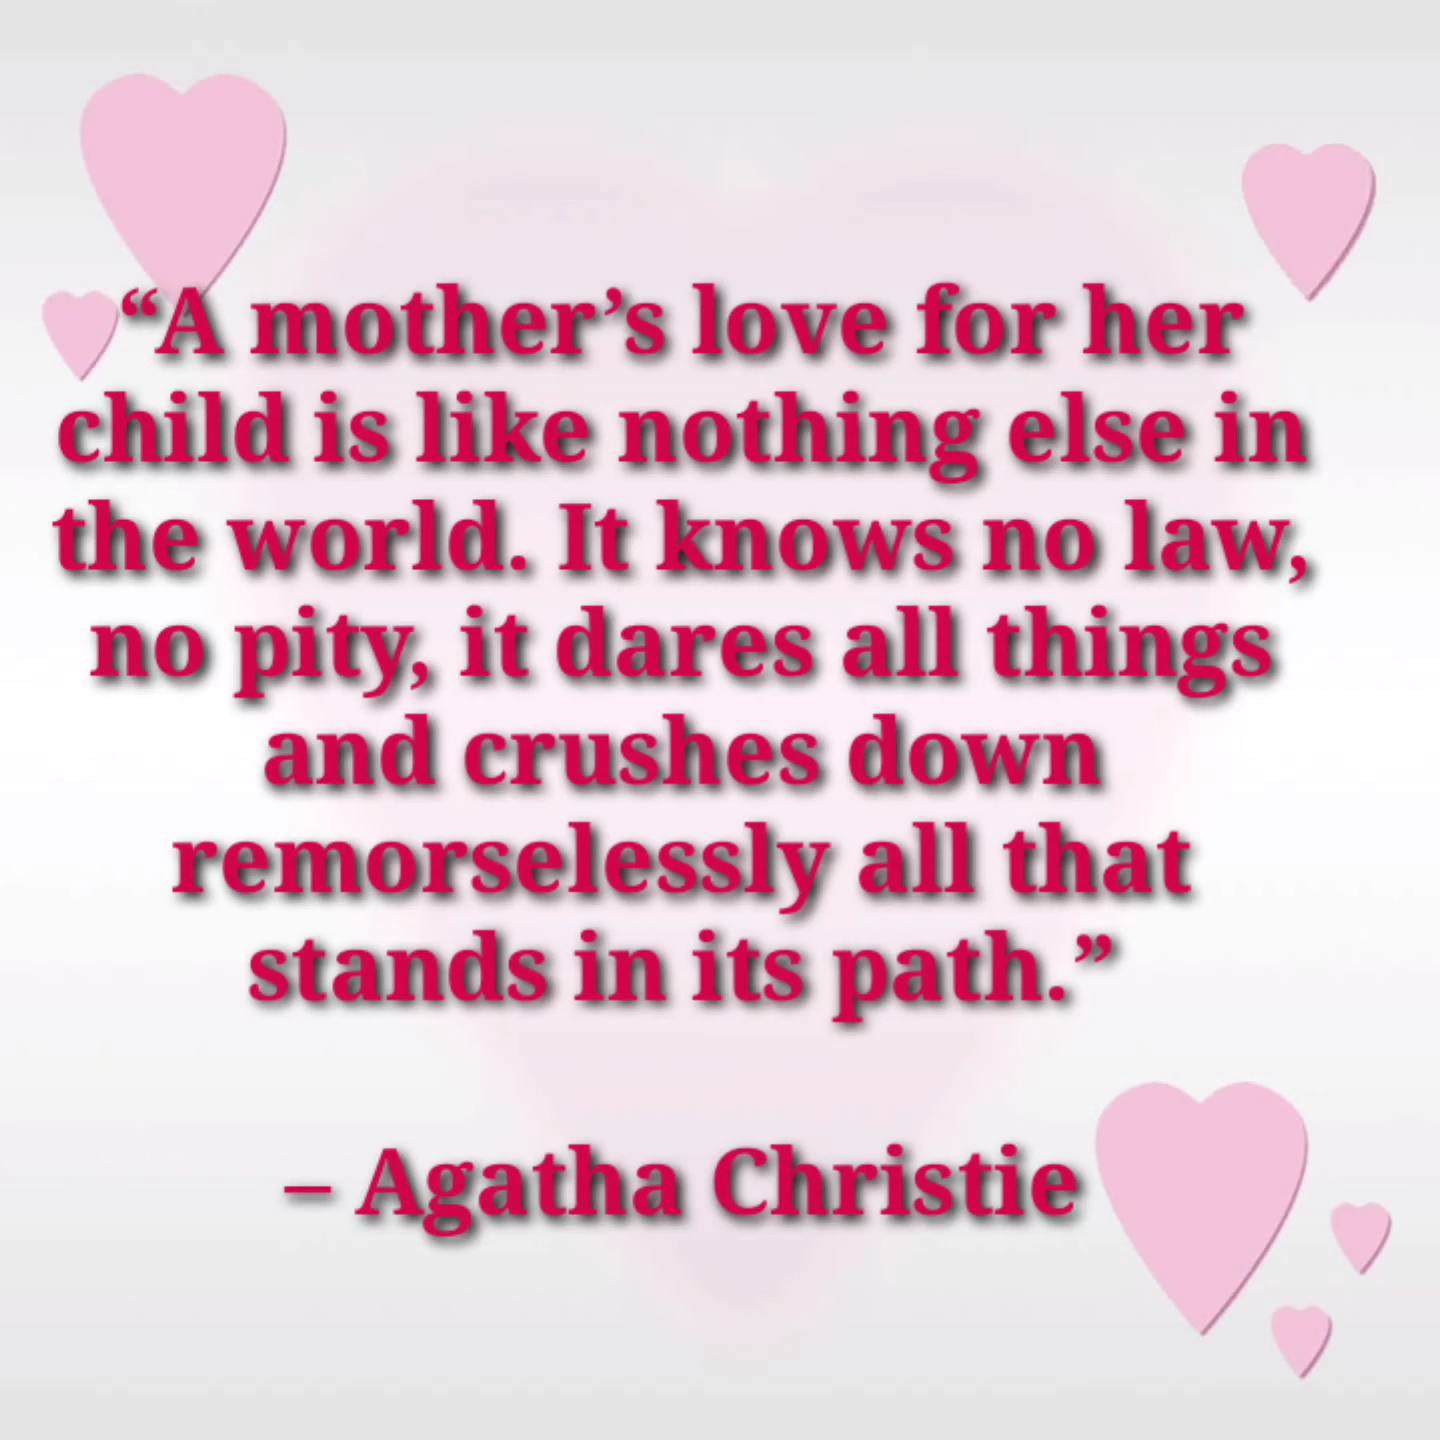 “A mother’s love for her
child is like nothing else in
the world. It knows no law,
no pity, it dares all things
and crushes down
remorselessly all that
stands in its path.”
– Agatha Christie